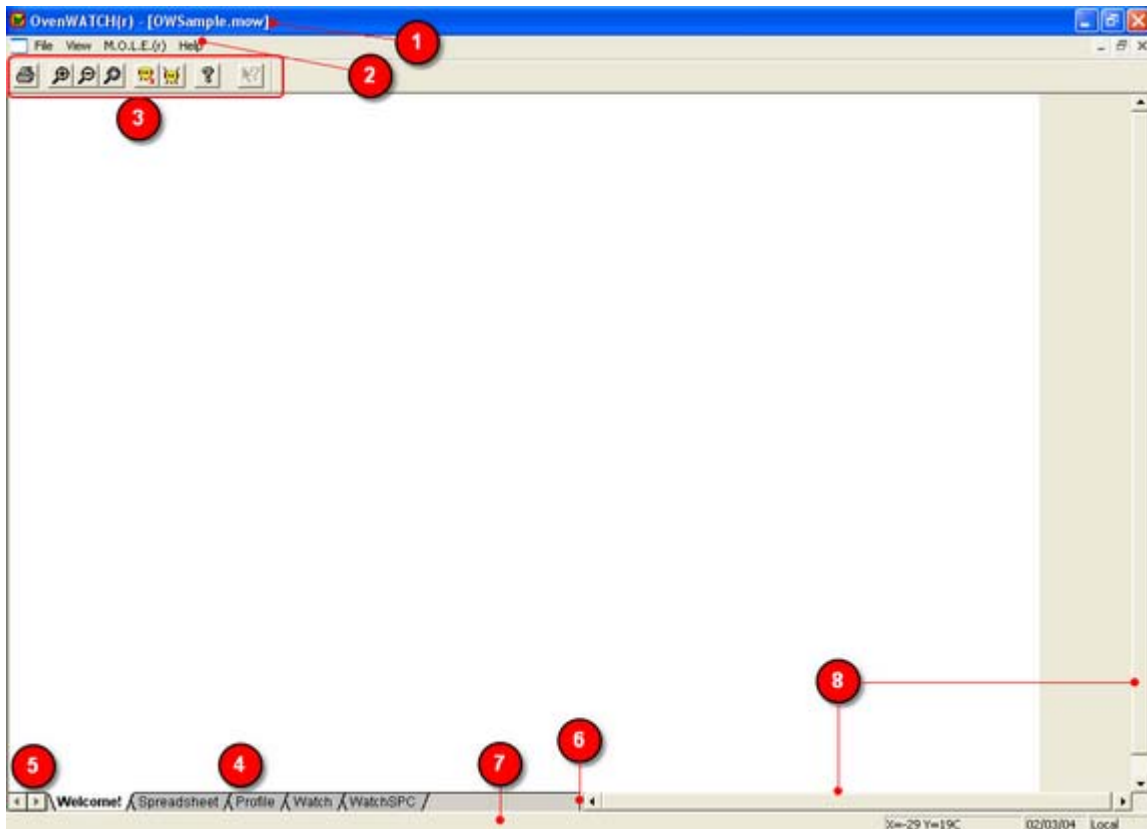 OvenWATCH(r) - [OWSample.mow]
1
File View M.O.L.E.(r) Help
2
3
8
5
4
7
6
Welcome! Spreadsheet Profile Watch WatchSPC
X=-29 Y=19C 02/03/04 Local